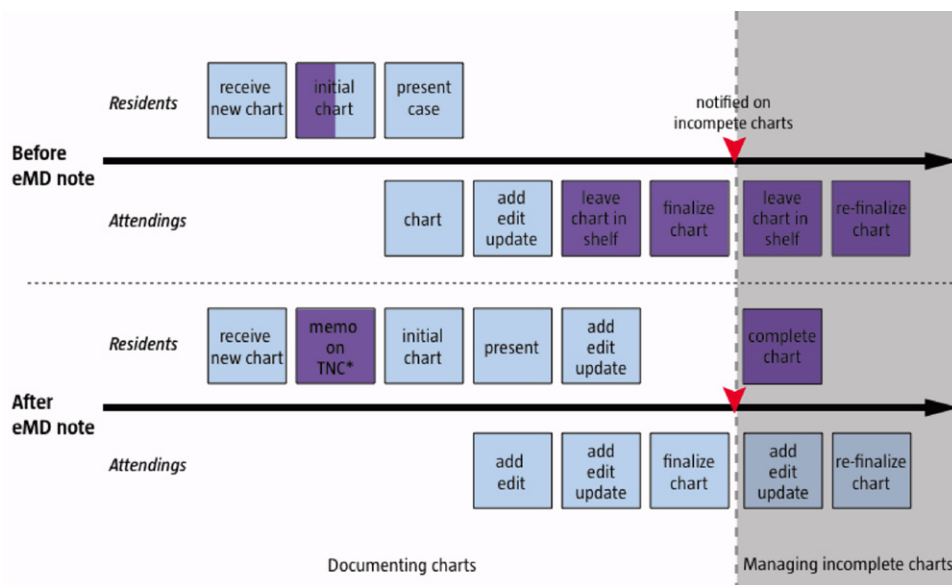 Residents
receive
new chart
initial
chart
present
case
notified on
incompete charts
Before
eMD note
Attendings
chart
add
edit
update
leave
chart in
shelf
finalize
chart
leave
chart in
shelf
re-finalize
chart
Residents
receive
new chart
memo
on
TNC*
initial
chart
present
add
edit
update
complete
chart
After
eMD note
Attendings
add
edit
add
edit
update
finalize
chart
add
edit
update
re-finalize
chart
Documenting charts
Managing incomplete charts